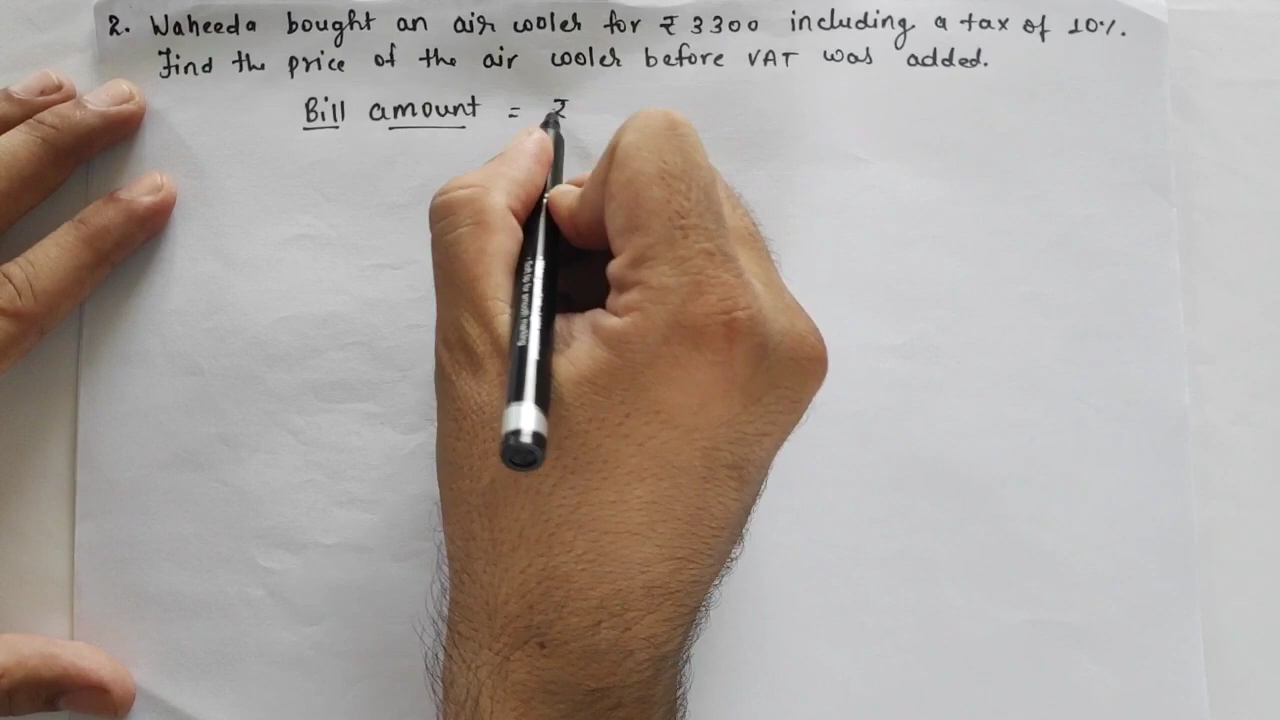 2. Waheeda bought an air cooler for ₹ 3300 including a tax of 10%.
Find the price of the air cooler before VAT was added.
Bill amount = ₹